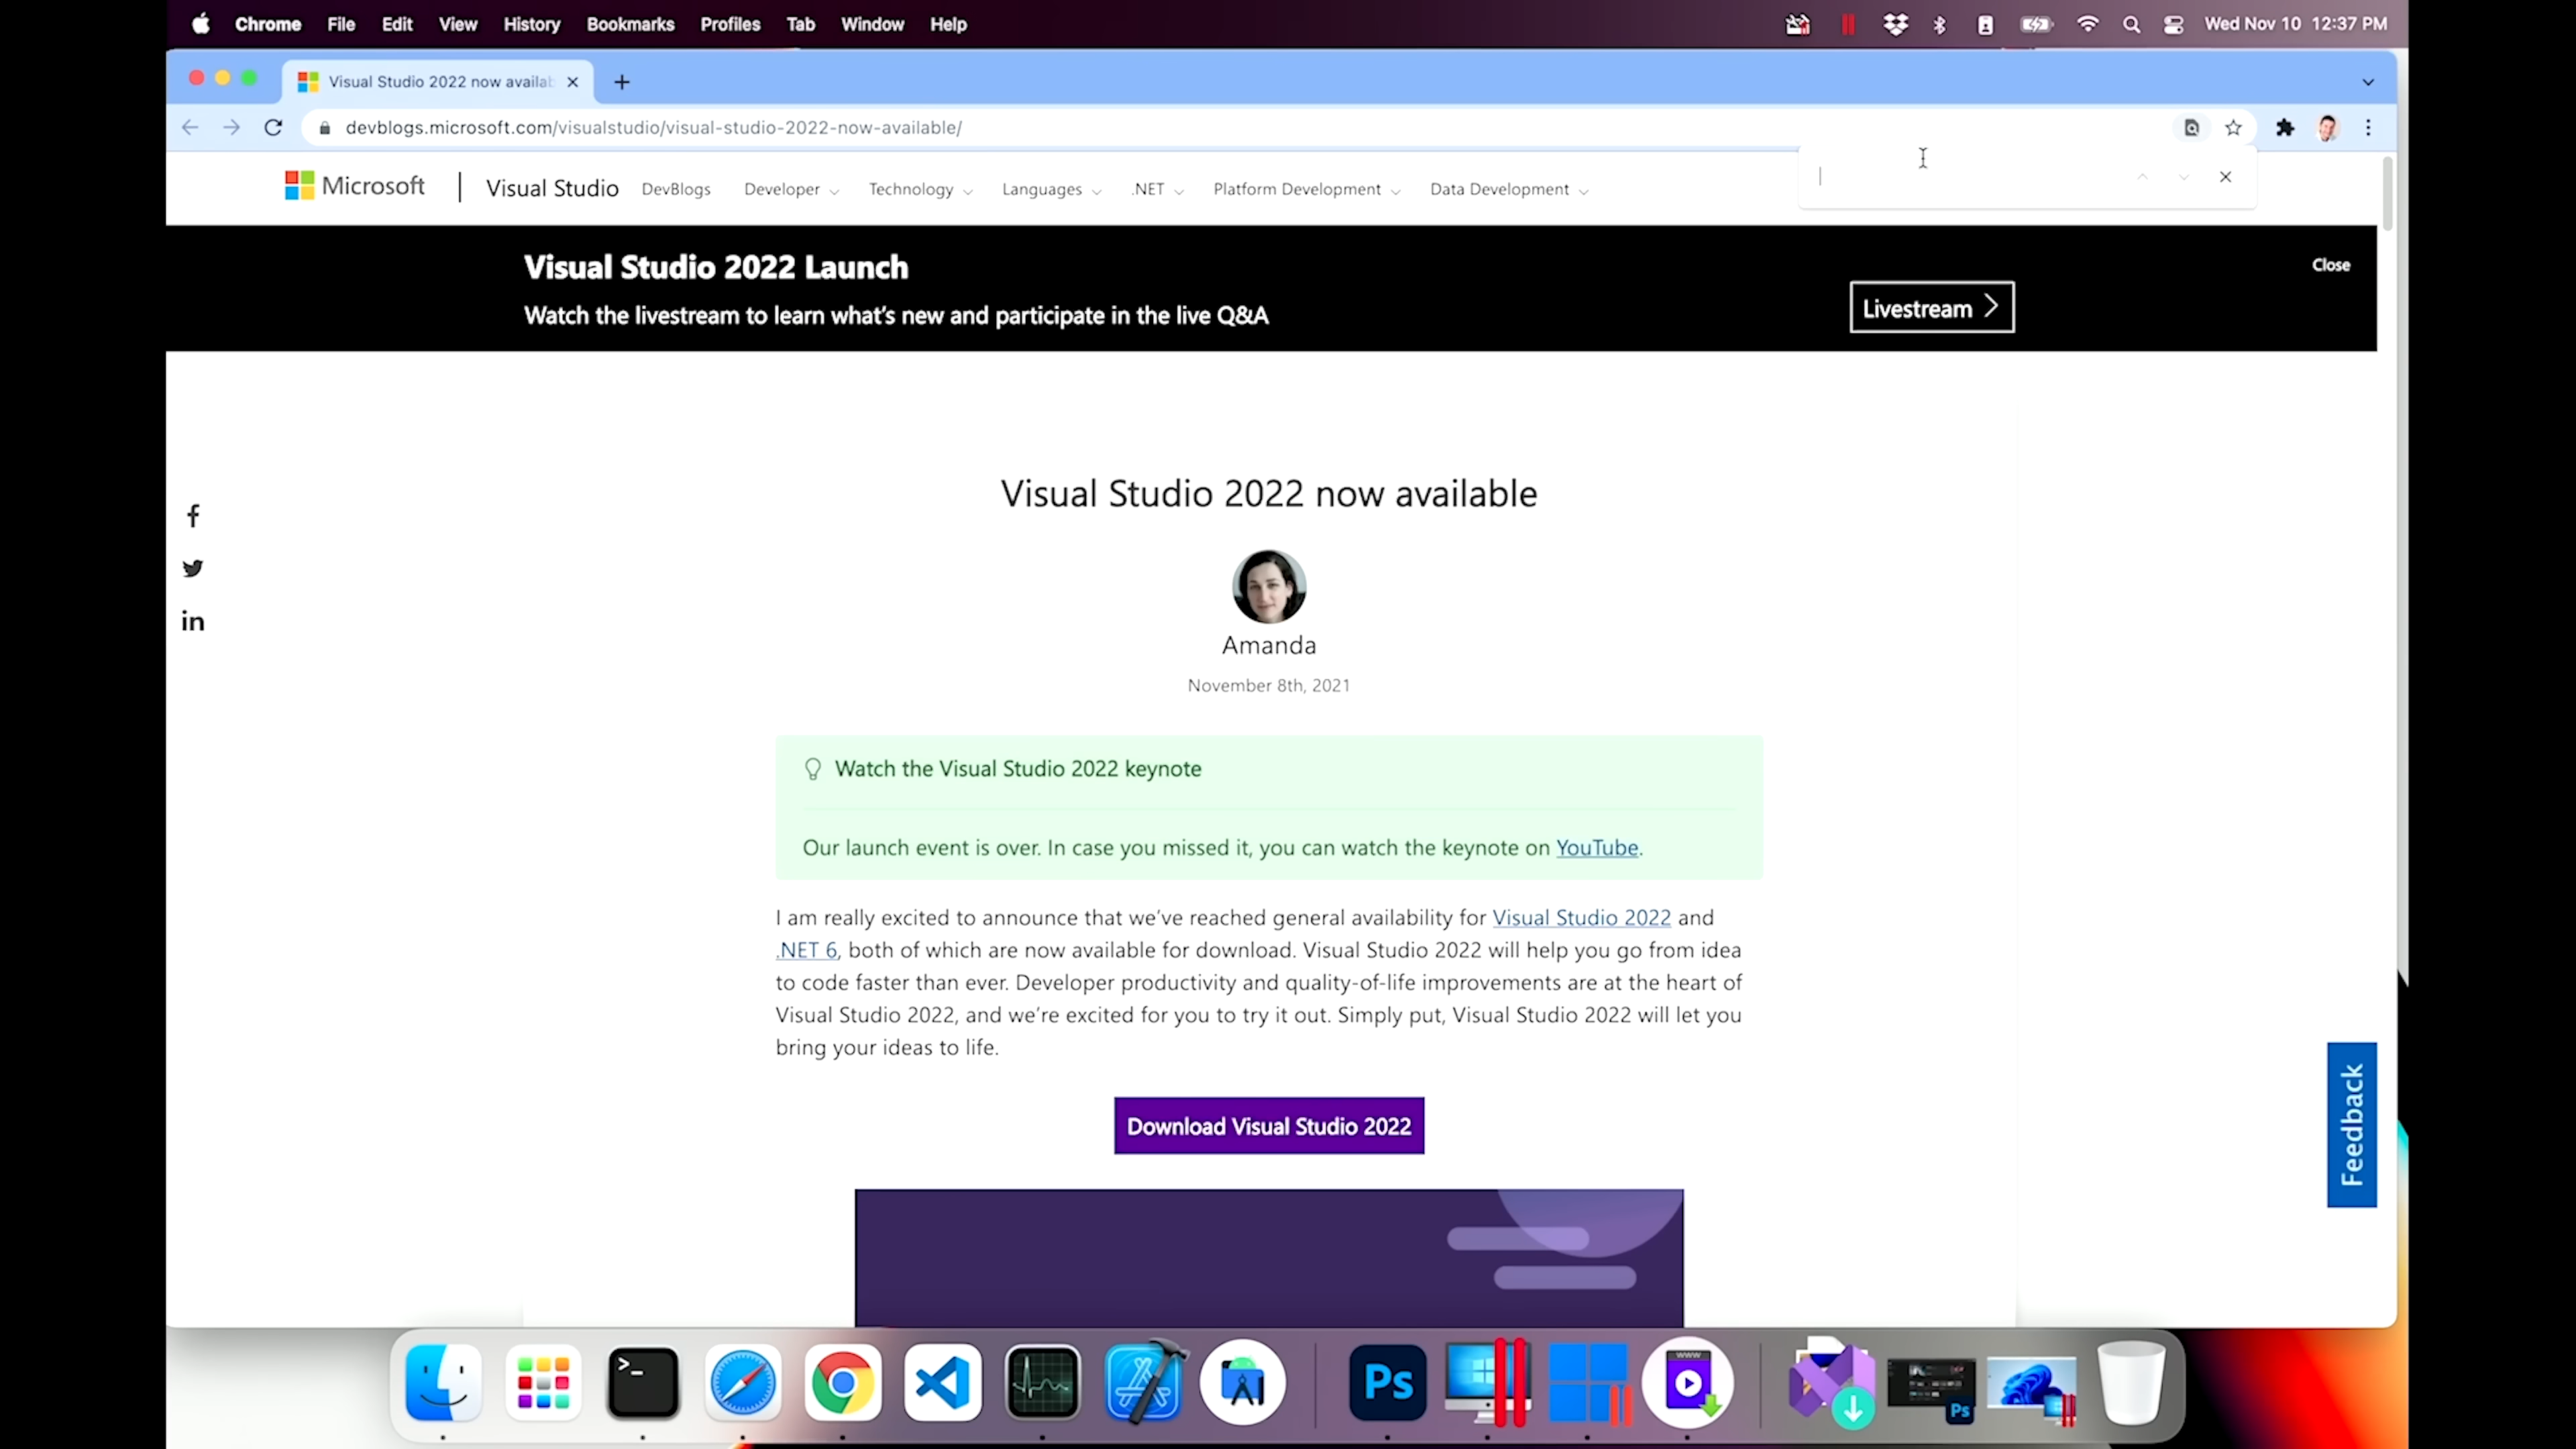 Chrome File Edit View History Bookmarks Profiles Tab Window Help Wed Nov 10 12:37 PM
Visual Studio 2022 now availab
devblogs.microsoft.com/visualstudio/visual-studio-2022-now-available/
Microsoft | Visual Studio DevBlogs Developer Technology Languages .NET Platform Development Data Development
Visual Studio 2022 Launch
Close
Watch the livestream to learn what's new and participate in the live Q&A
Livestream
Visual Studio 2022 now available
Amanda
November 8th, 2021
Watch the Visual Studio 2022 keynote
Our launch event is over. In case you missed it, you can watch the keynote on YouTube.
I am really excited to announce that we've reached general availability for Visual Studio 2022 and
.NET 6, both of which are now available for download. Visual Studio 2022 will help you go from idea
to code faster than ever. Developer productivity and quality-of-life improvements are at the heart of
Visual Studio 2022, and we're excited for you to try it out. Simply put, Visual Studio 2022 will let you
bring your ideas to life.
Download Visual Studio 2022
Feedback
f
in
>_
Ps
WWW
Ps